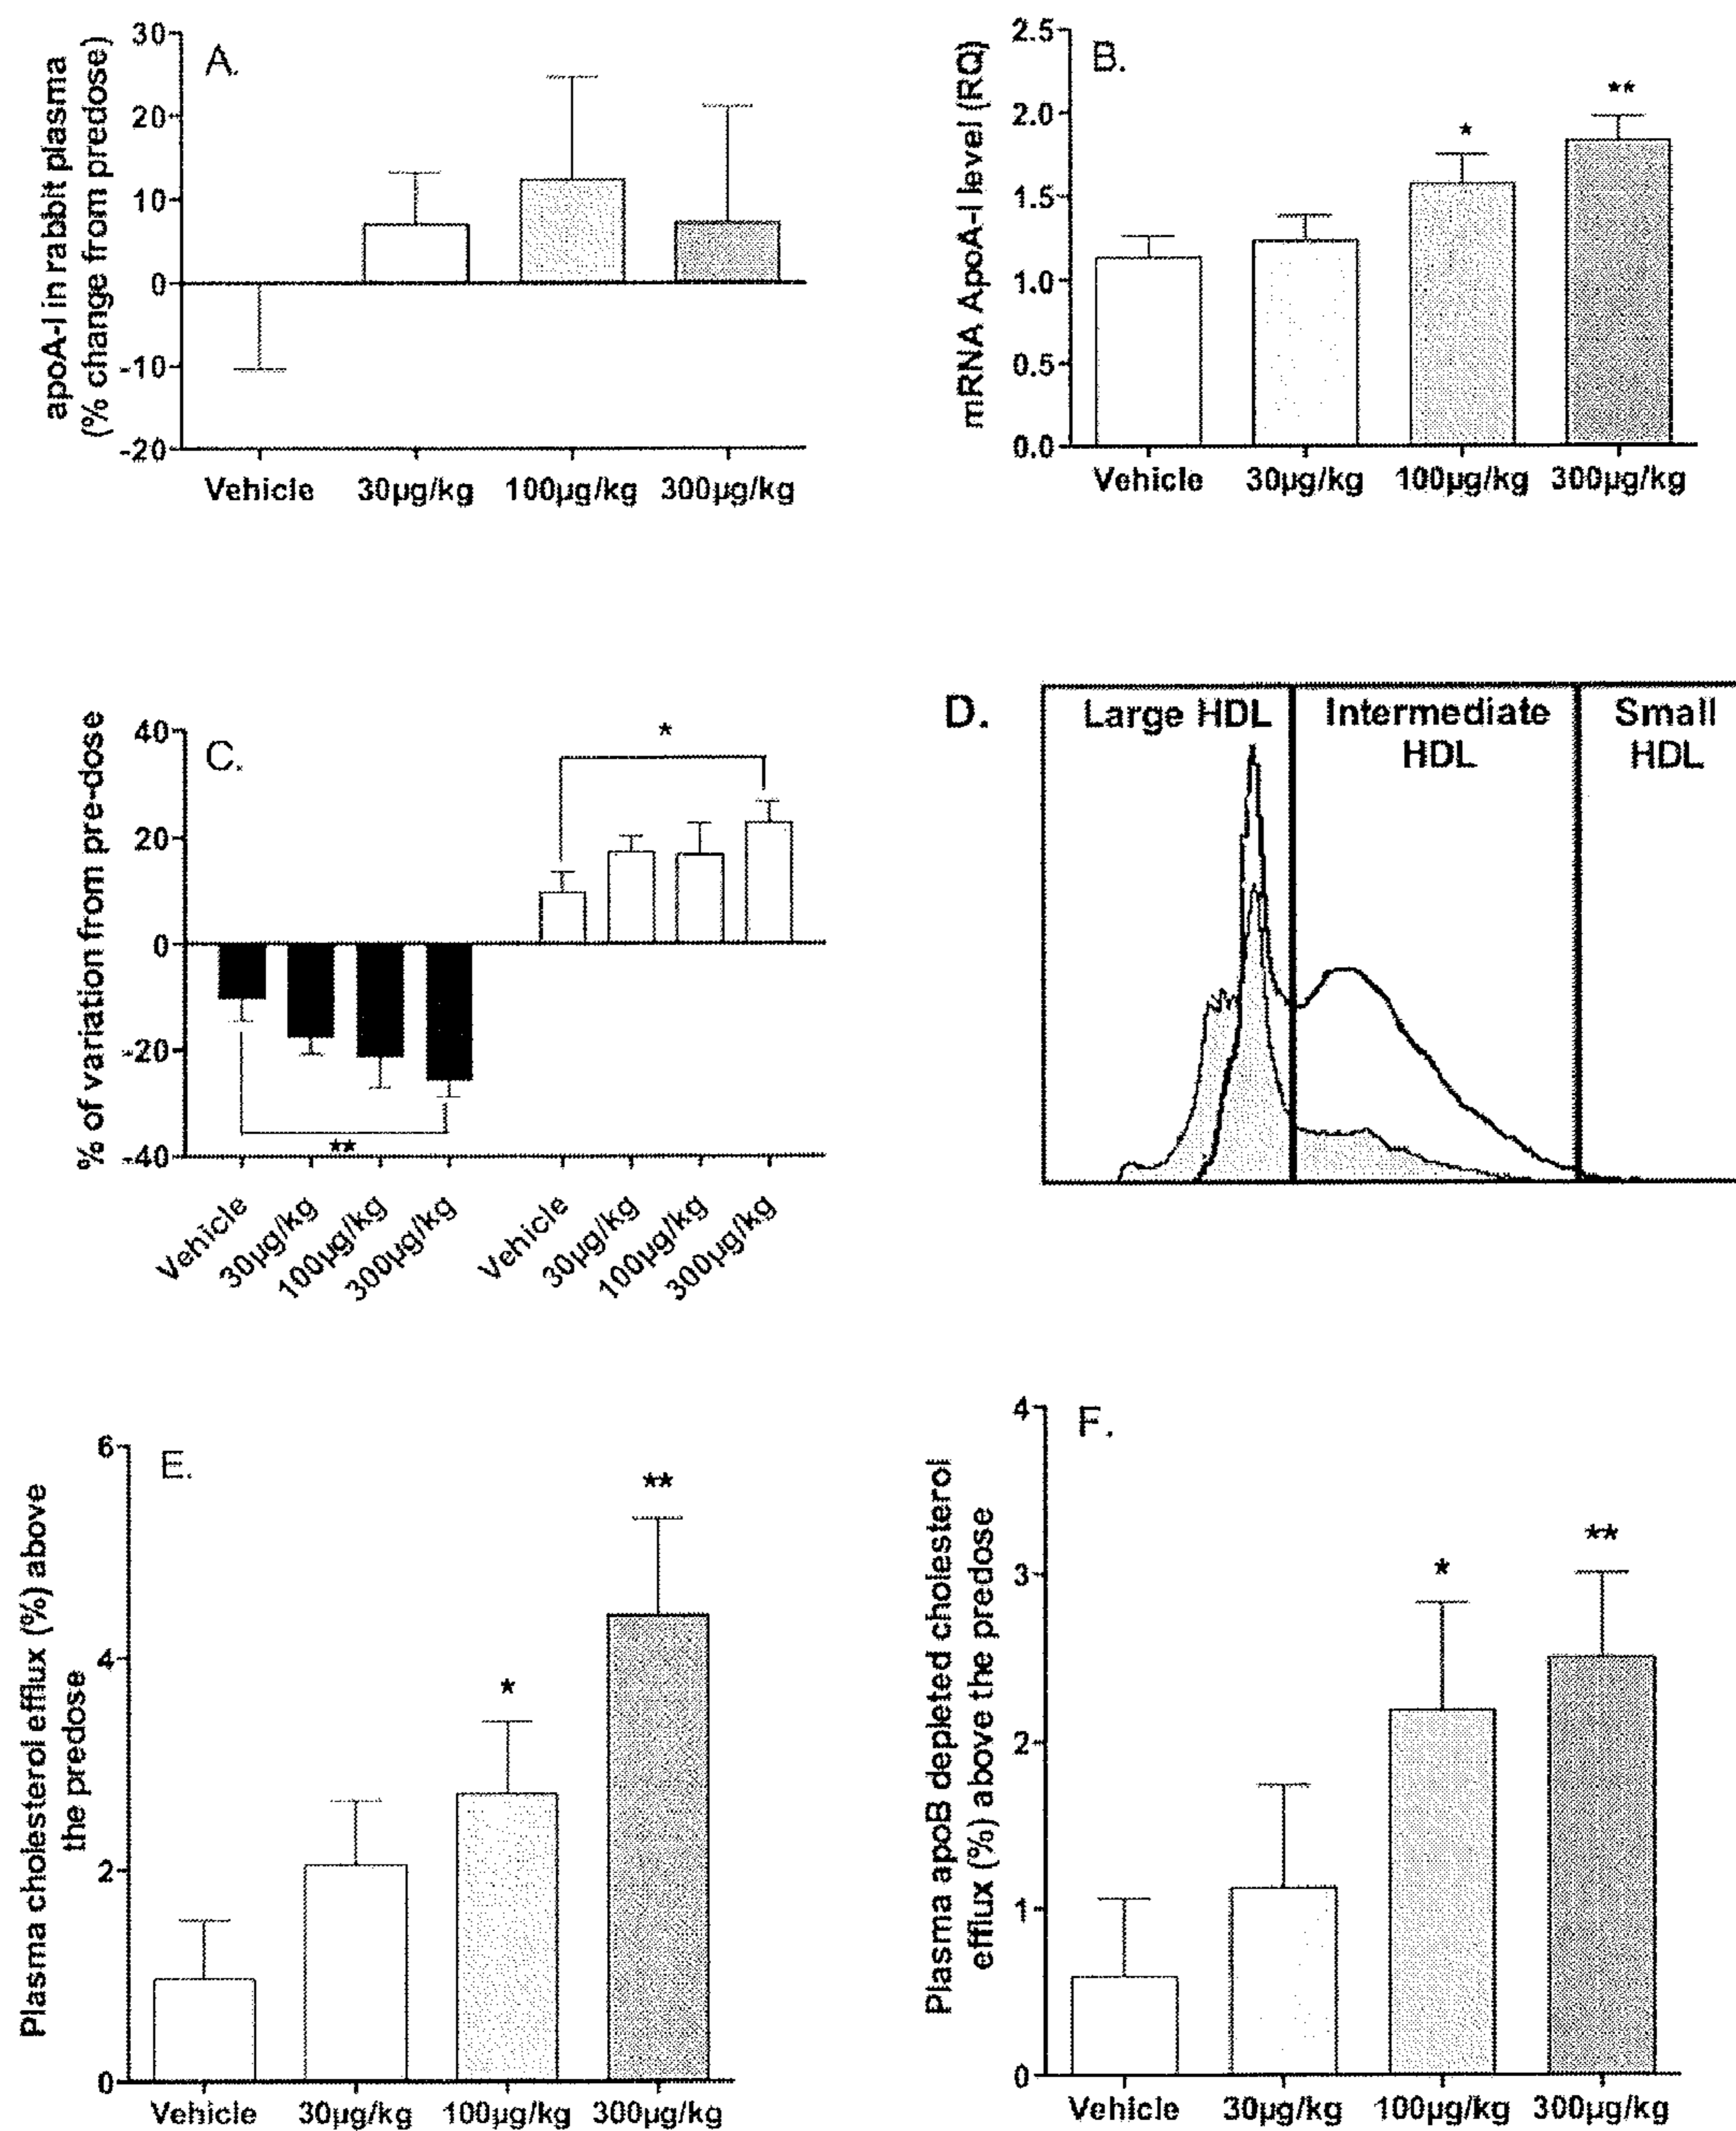 A.
apoA-I in rabbit plasma
(% change from predose)
30
20
10
0
-10
-20
Vehicle 30µg/kg 100µg/kg 300µg/kg
B.
mRNA ApoA-I level (RQ)
2.5
2.0
1.5
1.0
0.5
0.0
*
**
Vehicle 30µg/kg 100µg/kg 300µg/kg
C.
% of variation from pre-dose
40
20
0
-20
-40
*
**
Vehicle 30µg/kg 100µg/kg 300µg/kg Vehicle 30µg/kg 100µg/kg 300µg/kg
D.
Large HDL
Intermediate
HDL
Small
HDL
E.
Plasma cholesterol efflux (%) above
the predose
6
4
2
0
*
**
Vehicle 30µg/kg 100µg/kg 300µg/kg
F.
Plasma apoB depleted cholesterol
efflux (%) above the predose
4
3
2
1
0
*
**
Vehicle 30µg/kg 100µg/kg 300µg/kg